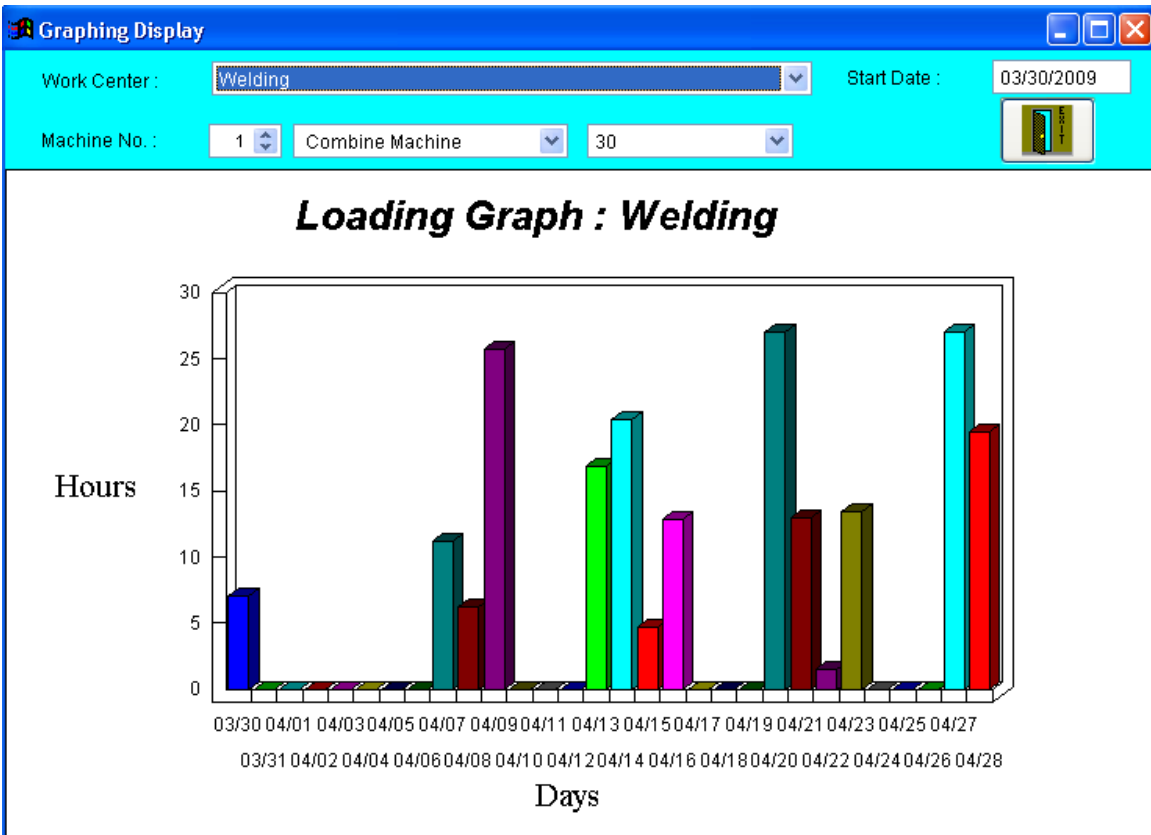 Graphing Display
Work Center : Welding Start Date : 03/30/2009
Machine No. : 1 Combine Machine 30 EXIT
Loading Graph : Welding
30
25
20
Hours 15
10
5
0
03/30 04/01 04/03 04/05 04/07 04/09 04/11 04/13 04/15 04/17 04/19 04/21 04/23 04/25 04/27
03/31 04/02 04/04 04/06 04/08 04/10 04/12 04/14 04/16 04/18 04/20 04/22 04/24 04/26 04/28
Days